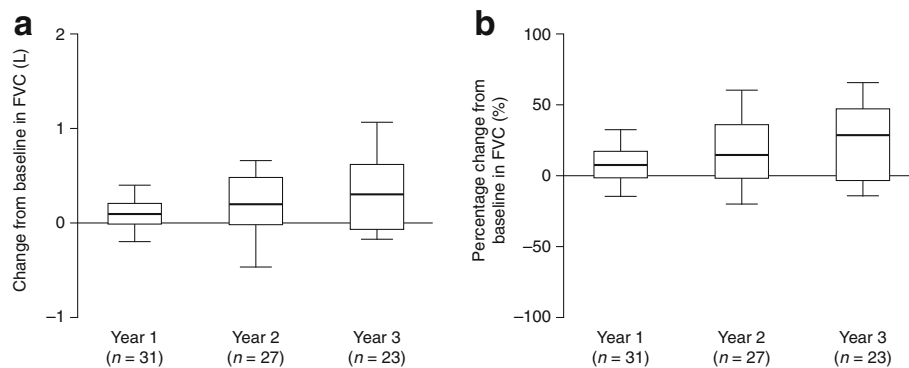 a
Change from baseline in FVC (L)
2
1
0
–1
Year 1
(n = 31)
Year 2
(n = 27)
Year 3
(n = 23)
b
Percentage change from
baseline in FVC (%)
100
50
0
–50
–100
Year 1
(n = 31)
Year 2
(n = 27)
Year 3
(n = 23)